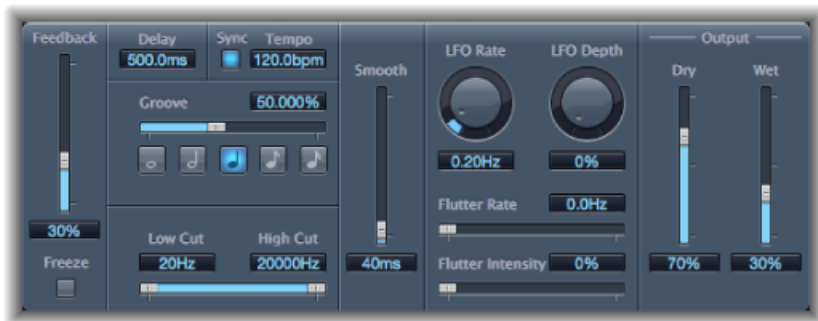 Feedback
30%
Freeze
Delay
500.0ms
Sync
Tempo
120.0bpm
Groove
50.000%
Low Cut
20Hz
High Cut
20000Hz
Smooth
40ms
LFO Rate
0.20Hz
LFO Depth
0%
Flutter Rate
0.0Hz
Flutter Intensity
0%
Output
Dry
70%
Wet
30%